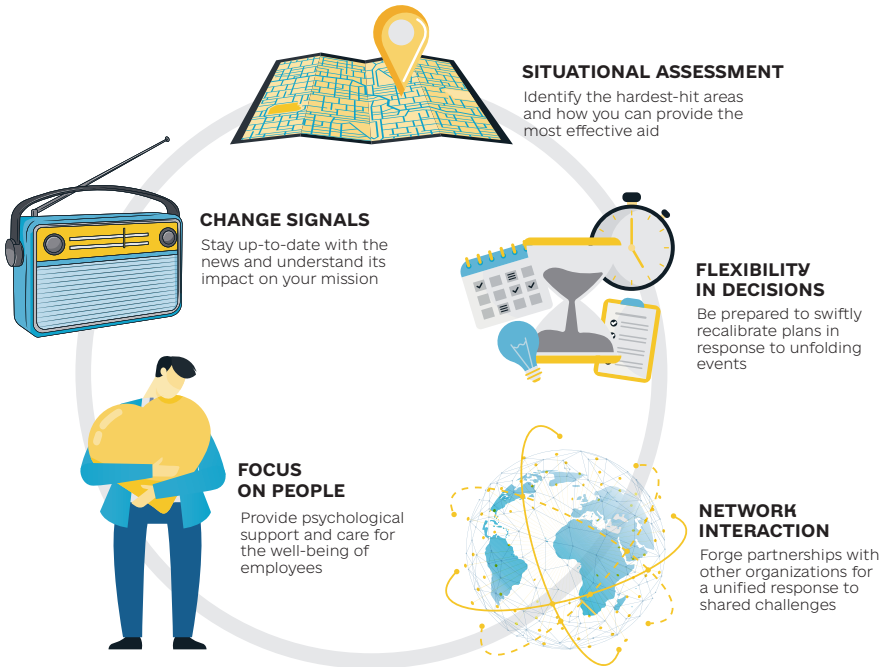 SITUATIONAL ASSESSMENT
Identify the hardest-hit areas
and how you can provide the
most effective aid
CHANGE SIGNALS
Stay up-to-date with the
news and understand its
impact on your mission
FLEXIBILITY
IN DECISIONS
Be prepared to swiftly
recalibrate plans in
response to unfolding
events
FOCUS
ON PEOPLE
Provide psychological
support and care for
the well-being of
employees
NETWORK
INTERACTION
Forge partnerships with
other organizations for
a unified response to
shared challenges